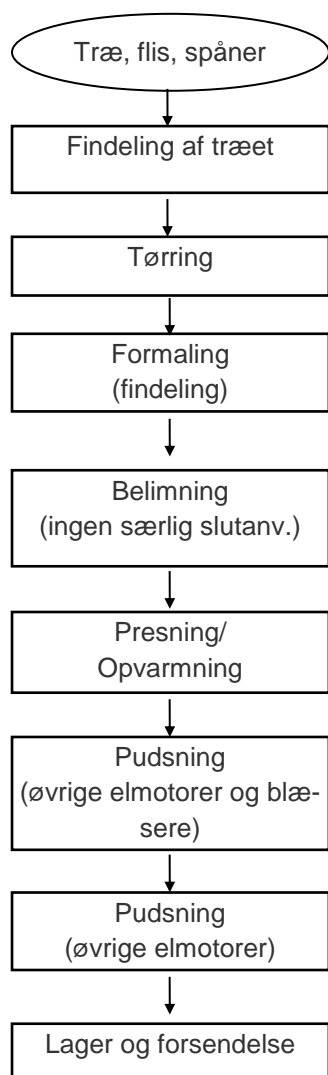 Træ, flis, spåner
Findeling af træet
Tørring
Formaling
(findeling)
Belimning
(ingen særlig slutanv.)
Presning/
Opvarmning
Pudsning
(øvrige elmotorer og blæ-
sere)
Pudsning
(øvrige elmotorer)
Lager og forsendelse